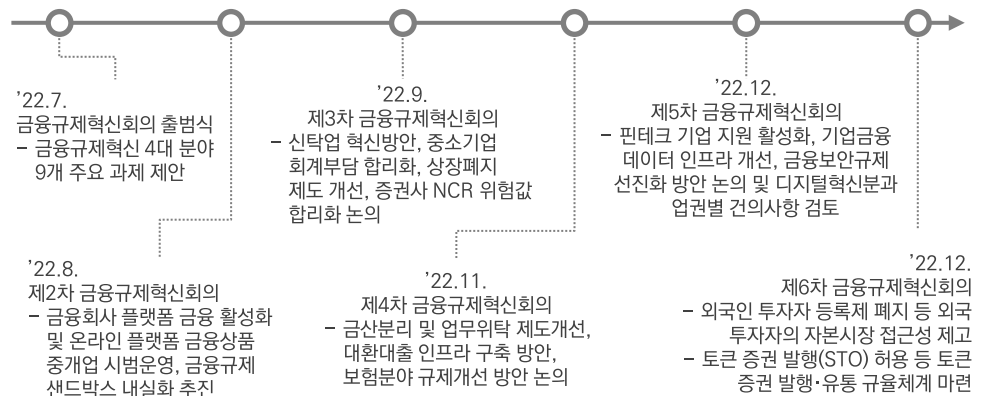 '22.7.
금융규제혁신회의 출범식
– 금융규제혁신 4대 분야
9개 주요 과제 제안
'22.8.
제2차 금융규제혁신회의
– 금융회사 플랫폼 금융 활성화
및 온라인 플랫폼 금융상품
중개업 시범운영, 금융규제
샌드박스 내실화 추진
'22.9.
제3차 금융규제혁신회의
– 신탁업 혁신방안, 중소기업
회계부담 합리화, 상장폐지
제도 개선, 증권사 NCR 위험값
합리화 논의
'22.11.
제4차 금융규제혁신회의
– 금산분리 및 업무위탁 제도개선,
대환대출 인프라 구축 방안,
보험분야 규제개선 방안 논의
'22.12.
제5차 금융규제혁신회의
– 핀테크 기업 지원 활성화, 기업금융
데이터 인프라 개선, 금융보안규제
선진화 방안 논의 및 디지털혁신분과
업권별 건의사항 검토
'22.12.
제6차 금융규제혁신회의
– 외국인 투자자 등록제 폐지 등 외국
투자자의 자본시장 접근성 제고
– 토큰 증권 발행(STO) 허용 등 토큰
증권 발행·유통 규율체계 마련